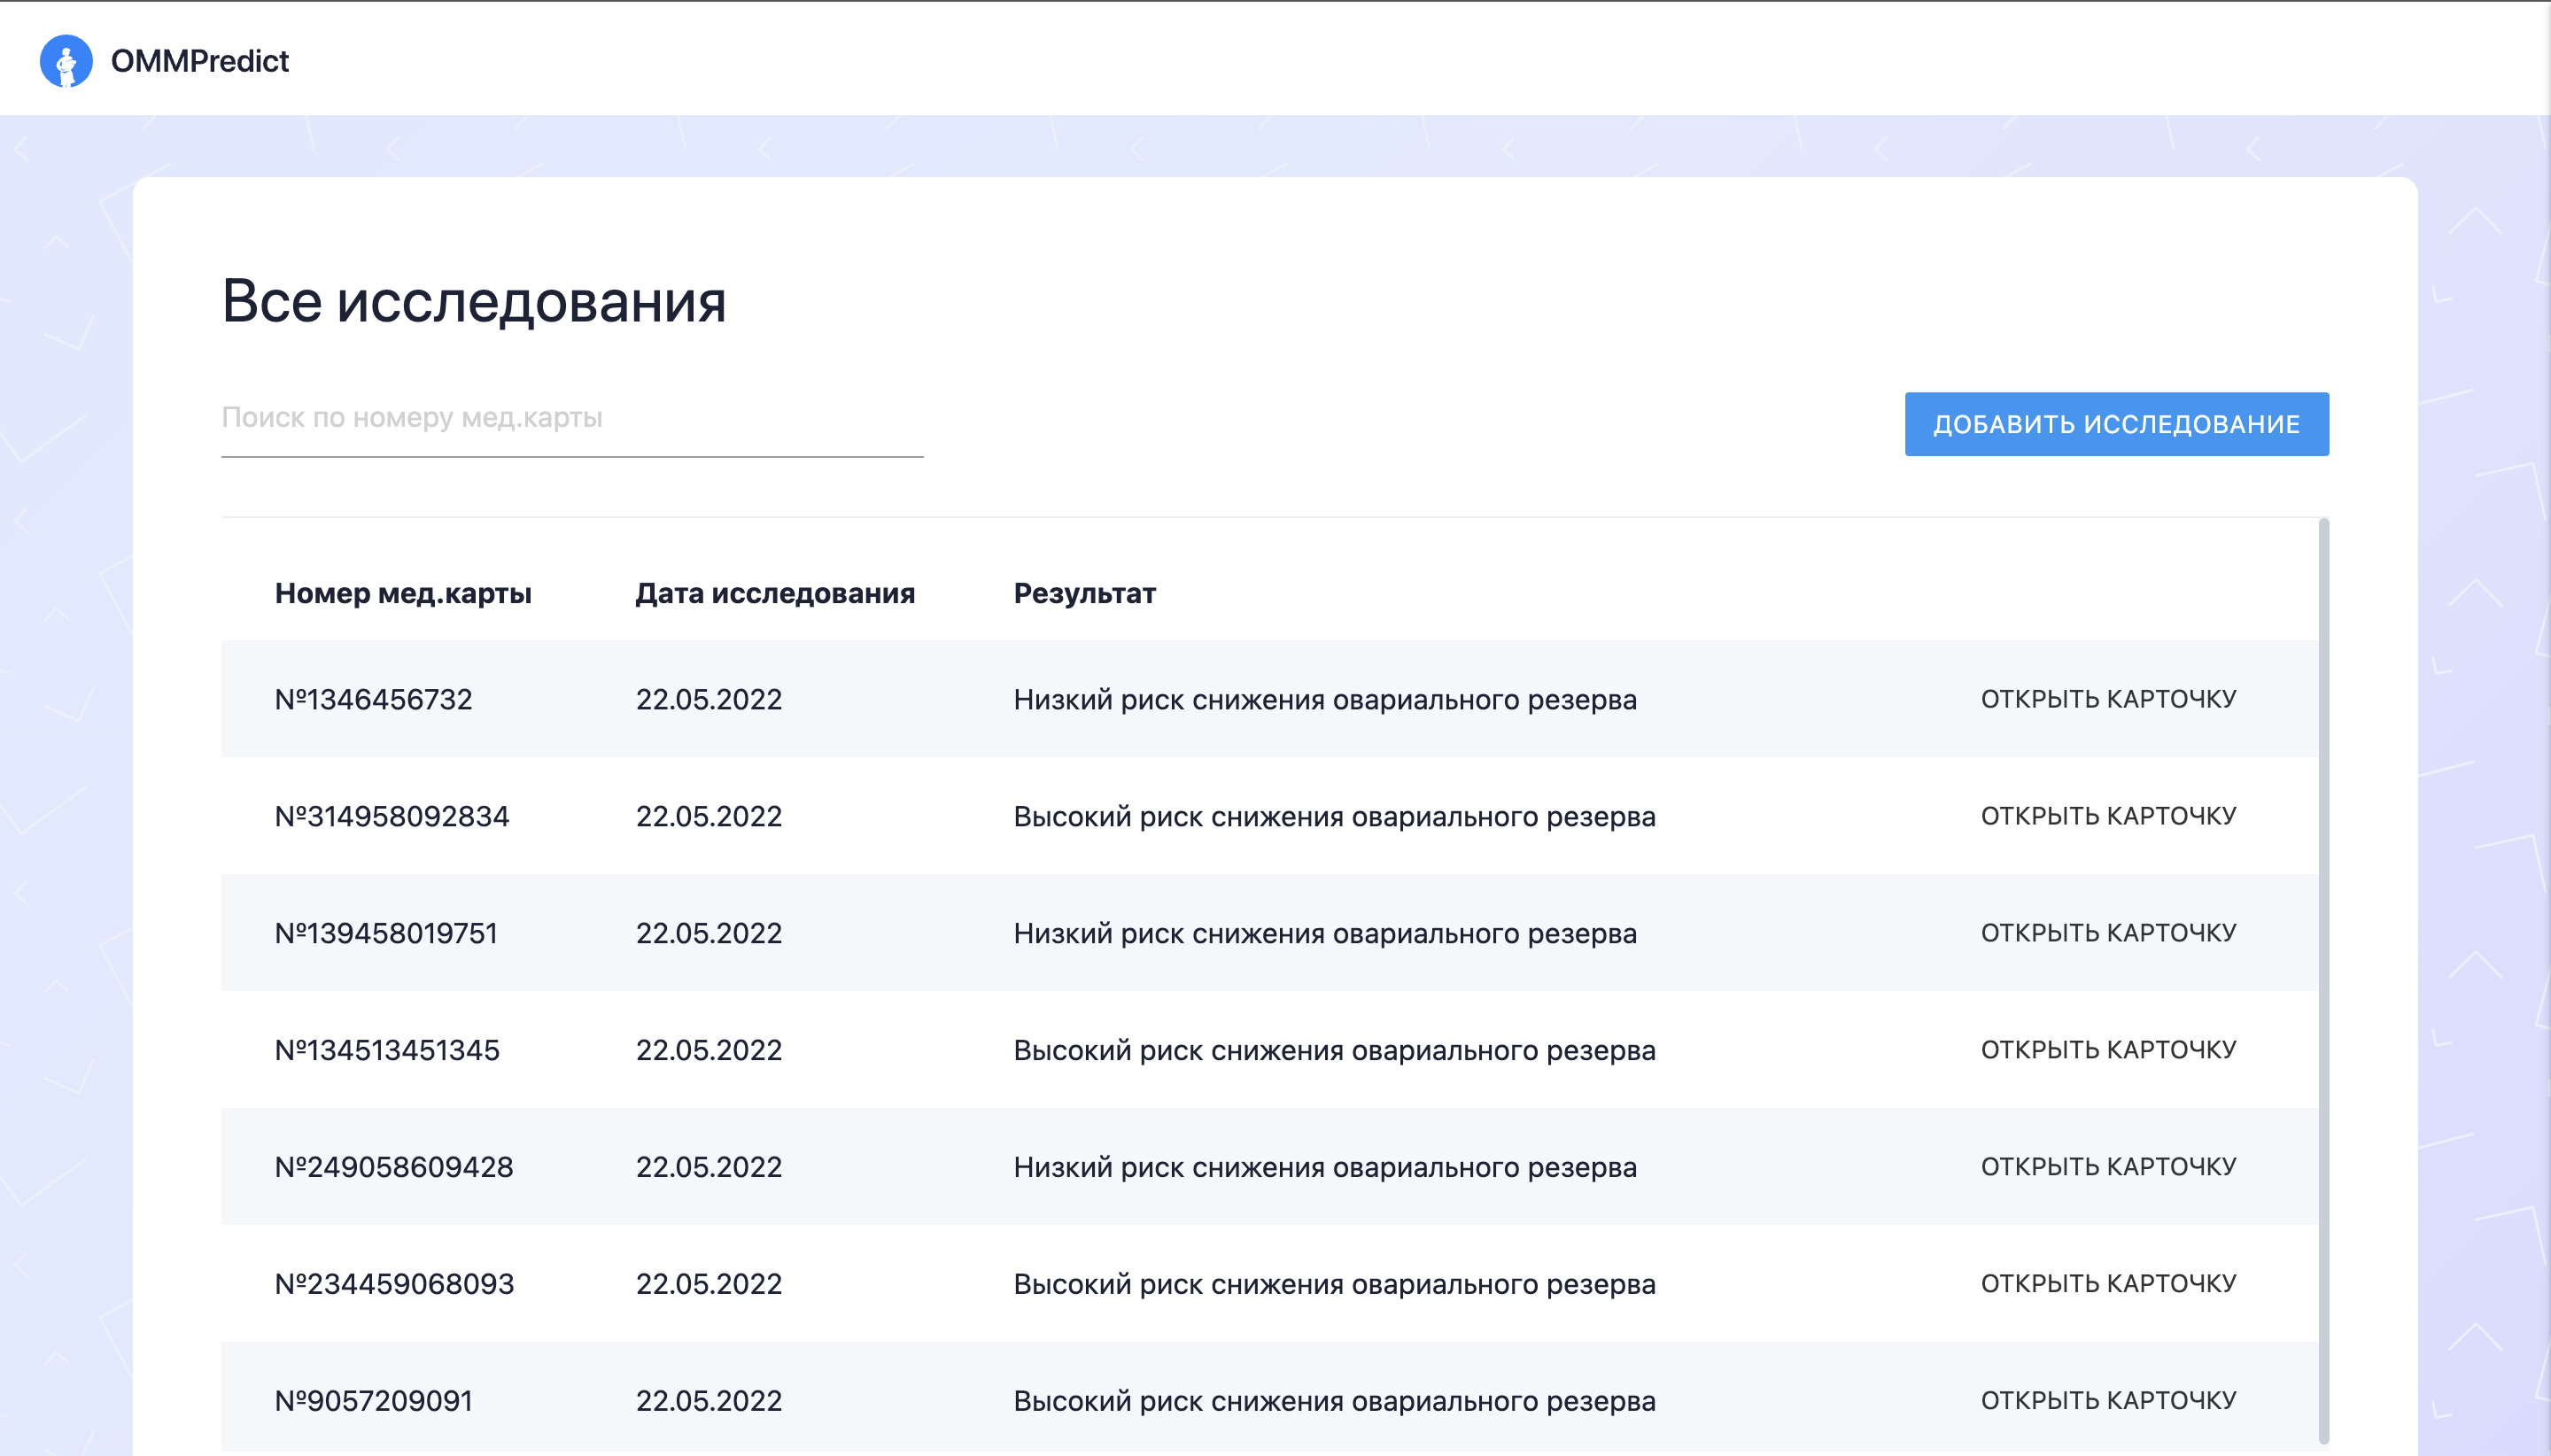 OMMPredict
Все исследования
Поиск по номеру мед.карты
ДОБАВИТЬ ИССЛЕДОВАНИЕ
Номер мед.карты Дата исследования Результат
№1346456732 22.05.2022 Низкий риск снижения овариального резерва ОТКРЫТЬ КАРТОЧКУ
№314958092834 22.05.2022 Высокий риск снижения овариального резерва ОТКРЫТЬ КАРТОЧКУ
№139458019751 22.05.2022 Низкий риск снижения овариального резерва ОТКРЫТЬ КАРТОЧКУ
№134513451345 22.05.2022 Высокий риск снижения овариального резерва ОТКРЫТЬ КАРТОЧКУ
№249058609428 22.05.2022 Низкий риск снижения овариального резерва ОТКРЫТЬ КАРТОЧКУ
№234459068093 22.05.2022 Высокий риск снижения овариального резерва ОТКРЫТЬ КАРТОЧКУ
№9057209091 22.05.2022 Высокий риск снижения овариального резерва ОТКРЫТЬ КАРТОЧКУ